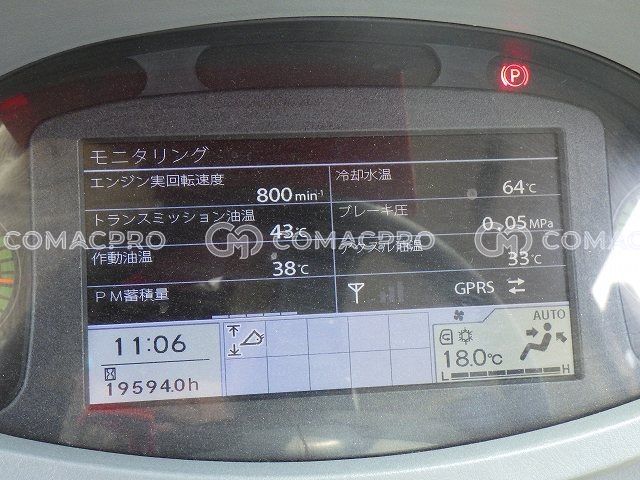 P
モニタリング
エンジン実回転速度
800min⁻¹
冷却水温
64℃
トランスミッション油温
43℃
ブレーキ圧
0.05MPa
作動油温
38℃
33℃
PM蓄積量
GPRS
COMACPRO COMACPRO COMACPRO
11:06
19594.0h
AUTO
18.0℃
L H